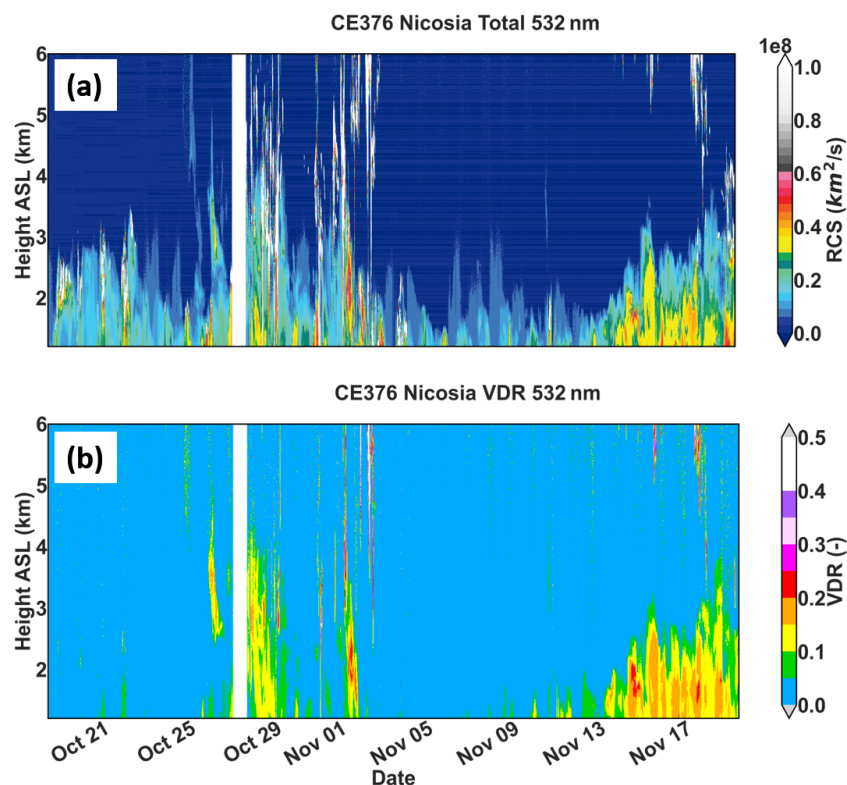 CE376 Nicosia Total 532 nm
(a)
Height ASL (km)
6
5
4
3
2
1e8
1.0
0.8
0.6
0.4
0.2
0.0
RCS (km²/s)
CE376 Nicosia VDR 532 nm
(b)
Height ASL (km)
6
5
4
3
2
0.5
0.4
0.3
0.2
0.1
0.0
VDR (-)
Oct 21
Oct 25
Oct 29
Nov 01
Nov 05
Nov 09
Nov 13
Nov 17
Date